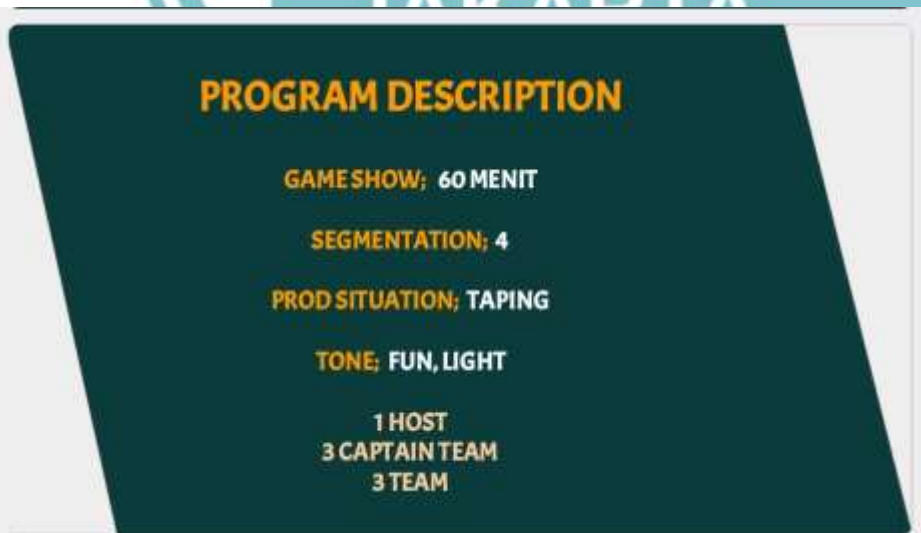 JAKARTA
PROGRAM DESCRIPTION
GAME SHOW; 60 MENIT
SEGMENTATION; 4
PROD SITUATION; TAPING
TONE; FUN, LIGHT
1 HOST
3 CAPTAIN TEAM
3 TEAM